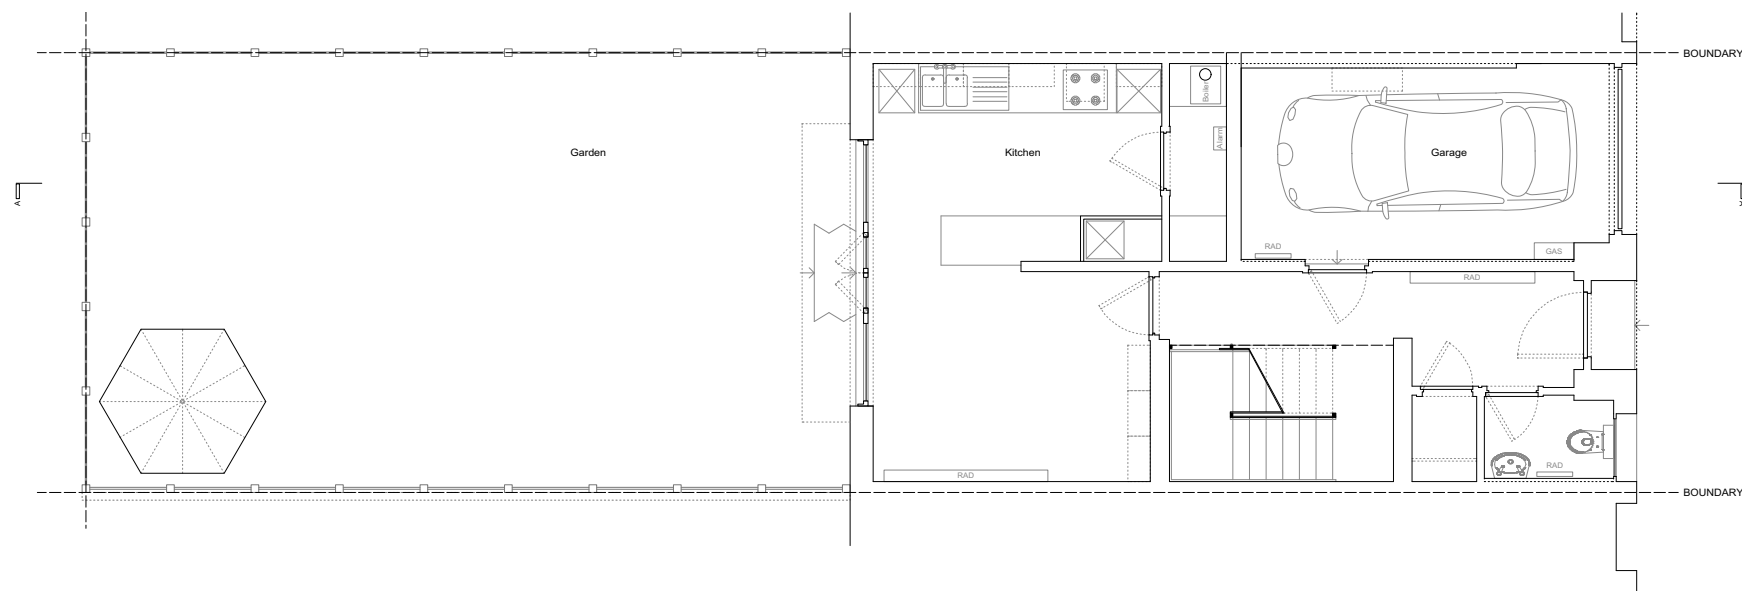 BOUNDARY
Boiler
Alarm
Garden
Kitchen
Garage
A
RAD
GAS
RAD
RAD
RAD
BOUNDARY